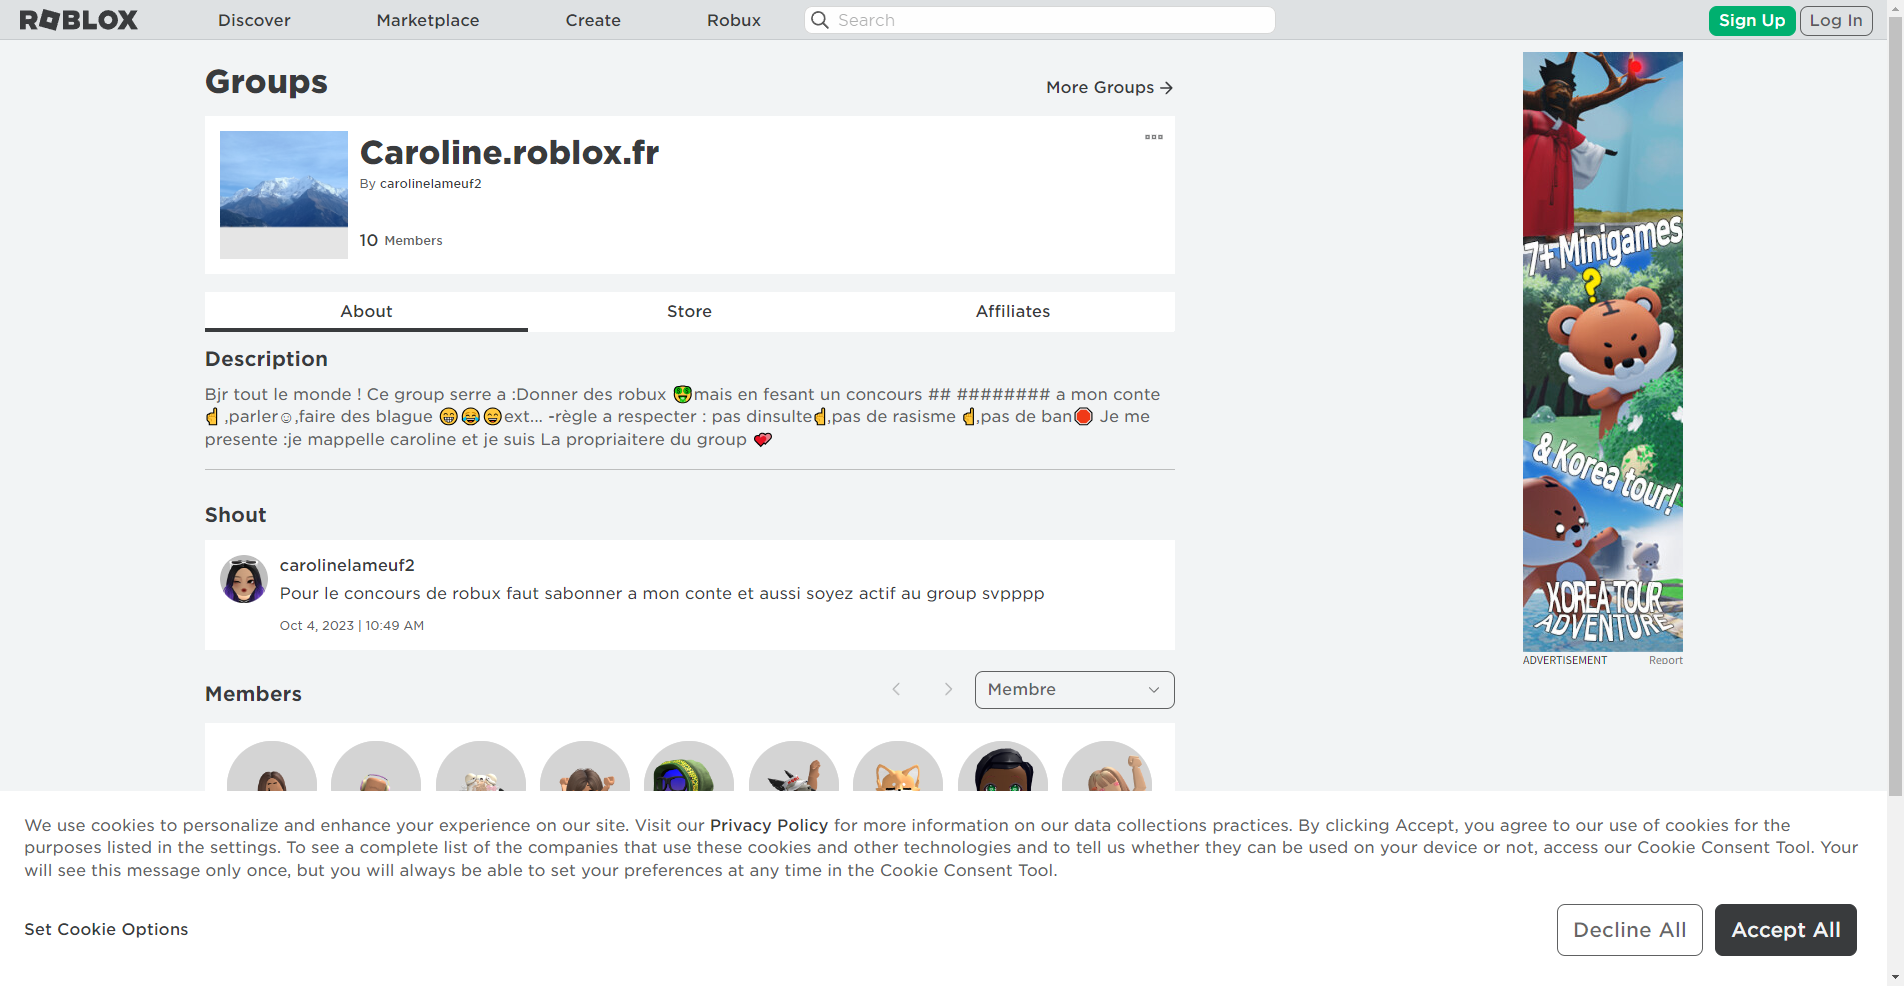 ROBLOX Discover Marketplace Create Robux Search Sign Up Log In
Groups
More Groups →
Caroline.roblox.fr
By carolinelameuf2
10 Members
About Store Affiliates
Description
Bjr tout le monde ! Ce group serre a :Donner des robux 🤑mais en fesant un concours ## ######## a mon conte
☝,parler☺,faire des blague 😁😂😄ext... -règle a respecter : pas dinsulte☝,pas de rasisme ☝,pas de ban🛑 Je me
presente :je mappelle caroline et je suis La propriaitere du group 💕
Shout
carolinelameuf2
Pour le concours de robux faut sabonner a mon conte et aussi soyez actif au group svpppp
Oct 4, 2023 | 10:49 AM
Members
Membre
7+ Minigames
?
& Korea tour!
KOREA TOUR
ADVENTURE
ADVERTISEMENT Report
We use cookies to personalize and enhance your experience on our site. Visit our Privacy Policy for more information on our data collections practices. By clicking Accept, you agree to our use of cookies for the
purposes listed in the settings. To see a complete list of the companies that use these cookies and other technologies and to tell us whether they can be used on your device or not, access our Cookie Consent Tool. Your
will see this message only once, but you will always be able to set your preferences at any time in the Cookie Consent Tool.
Set Cookie Options
Decline All Accept All